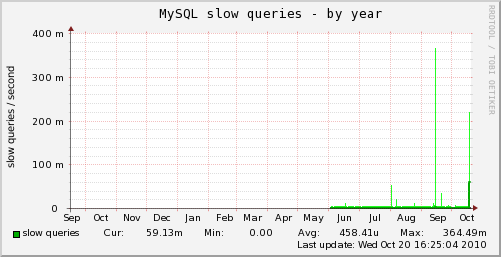 MySQL slow queries - by year
RRDTOOL / TOBI OETIKER
slow queries / second
400 m
300 m
200 m
100 m
0
Sep Oct Nov Dec Jan Feb Mar Apr May Jun Jul Aug Sep Oct
slow queries Cur: 59.13m Min: 0.00 Avg: 458.41u Max: 364.49m
Last update: Wed Oct 20 16:25:04 2010